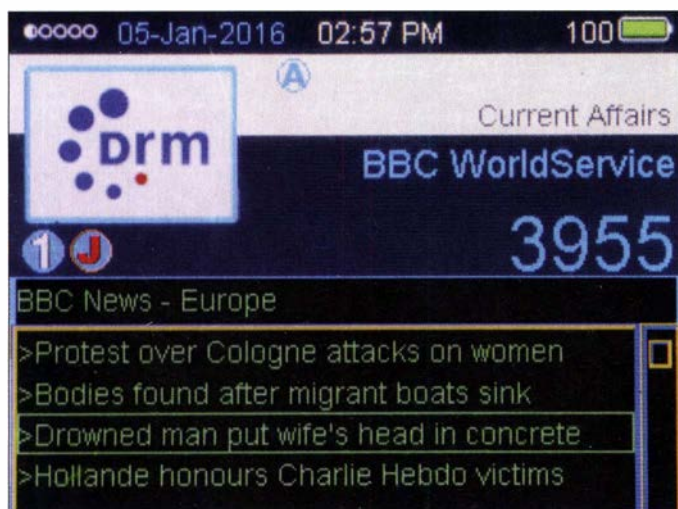 05-Jan-2016 02:57 PM 100
A
Current Affairs
Drm
BBC WorldService
3955
1 J
BBC News - Europe
>Protest over Cologne attacks on women
>Bodies found after migrant boats sink
>Drowned man put wife's head in concrete
>Hollande honours Charlie Hebdo victims